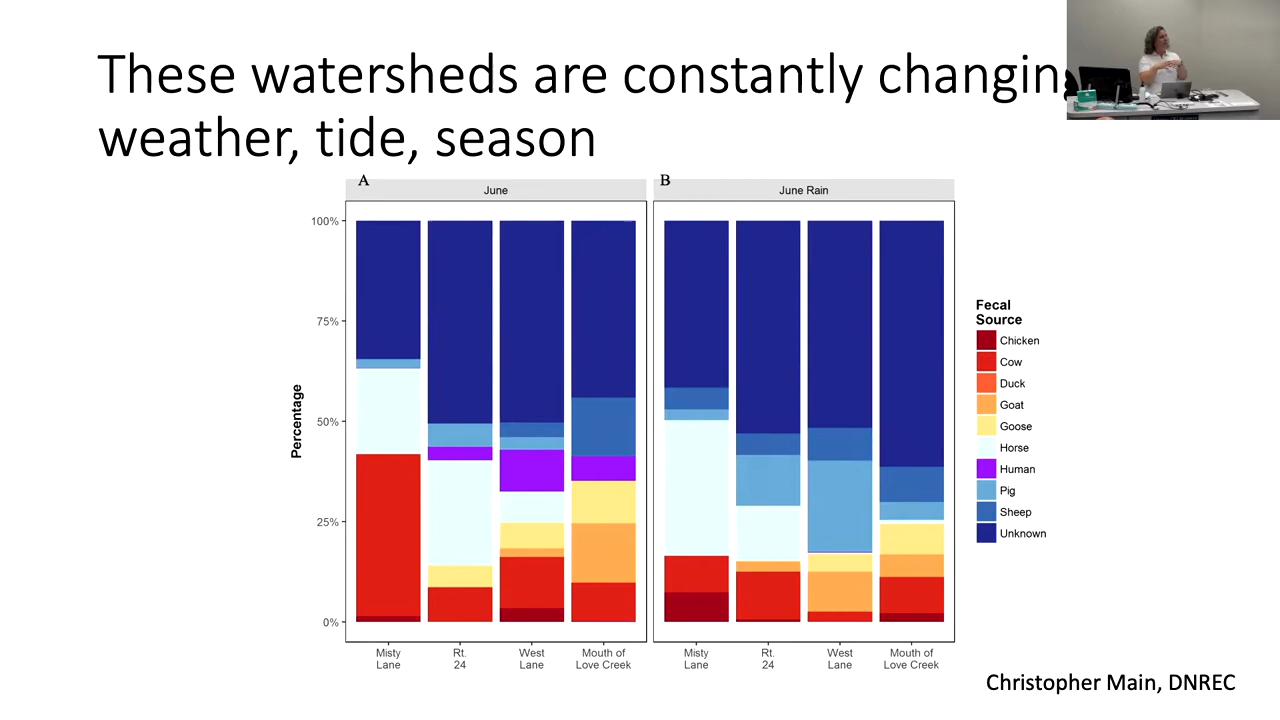 These watersheds are constantly changing
weather, tide, season
A
June
B
June Rain
100%
75%
50%
25%
0%
Percentage
Misty
Lane
Rt.
24
West
Lane
Mouth of
Love Creek
Misty
Lane
Rt.
24
West
Lane
Mouth of
Love Creek
Fecal
Source
Chicken
Cow
Duck
Goat
Goose
Horse
Human
Pig
Sheep
Unknown
Christopher Main, DNREC